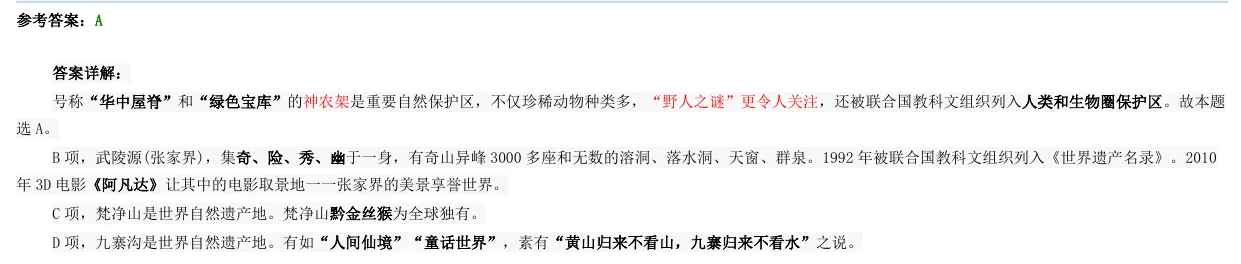 参考答案：A
答案详解：
号称“华中屋脊”和“绿色宝库”的神农架是重要自然保护区，不仅珍稀动物种类多，“野人之谜”更令人关注，还被联合国教科文组织列入人类和生物圈保护区。故本题
选 A。
B 项，武陵源(张家界)，集奇、险、秀、幽于一身，有奇山异峰 3000 多座和无数的溶洞、落水洞、天窗、群泉。1992 年被联合国教科文组织列入《世界遗产名录》。2010
年 3D 电影《阿凡达》让其中的电影取景地一一张家界的美景享誉世界。
C 项，梵净山是世界自然遗产地。梵净山黔金丝猴为全球独有。
D 项，九寨沟是世界自然遗产地。有如“人间仙境”“童话世界”，素有“黄山归来不看山，九寨归来不看水”之说。